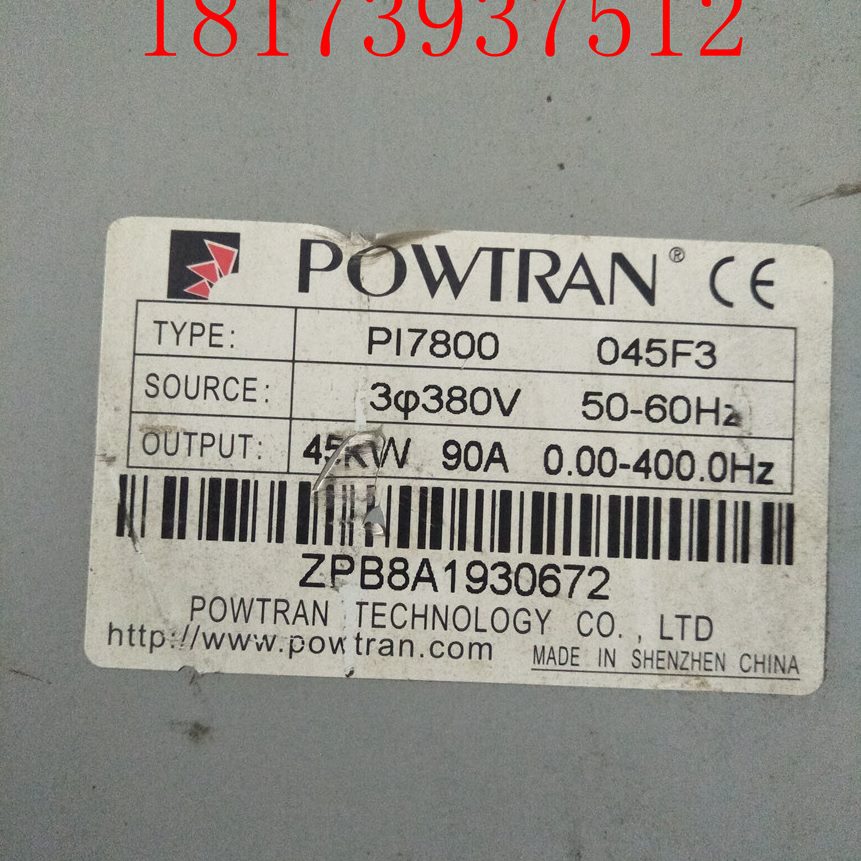 18173937512
POWTRAN® CE
TYPE: PI7800 045F3
SOURCE: 3φ380V 50-60Hz
OUTPUT: 45KW 90A 0.00-400.0Hz
ZPB8A1930672
POWTRAN TECHNOLOGY CO., LTD
http://www.powtran.com
MADE IN SHENZHEN CHINA